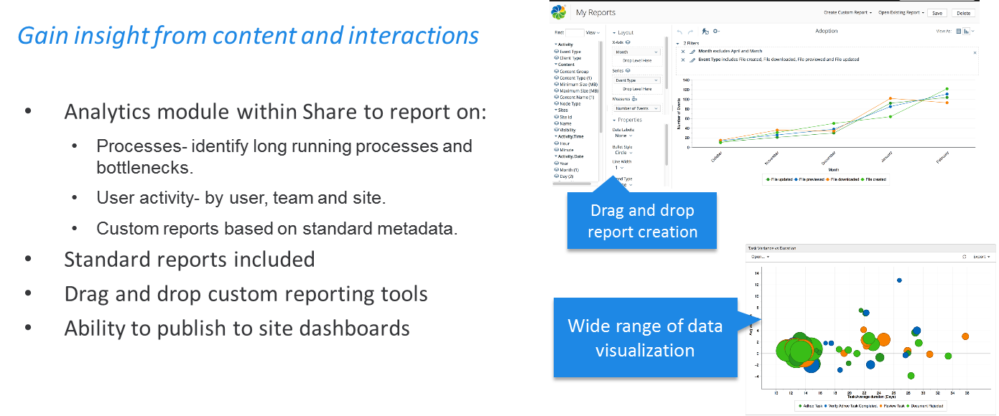 Gain insight from content and interactions
• Analytics module within Share to report on:
• Processes- identify long running processes and
bottlenecks.
• User activity- by user, team and site.
• Custom reports based on standard metadata.
• Standard reports included
• Drag and drop custom reporting tools
• Ability to publish to site dashboards
My Reports
Create Custom Report
Open Existing Report
Save
Delete
Find:
View
Activity
Event Type
Client Type
Content
Content Group
Content Type (1)
Minimum Size (MB)
Maximum Size (MB)
Content Name (1)
Node Type
Sites
Site Id
Name
Visibility
Activity.Time
Hour
Minute
Activity.Date
Year
Month (1)
Day (2)
Layout
X-Axis
Month
Drop Level Here
Series
Event Type
Drop Level Here
Measures
Number of Events
Properties
Data Labels:
None
Bullet Style
Circle
Line Width
1
Adoption
View As:
2 Filters
Month excludes April and March
Event Type includes File created, File downloaded, File previewed and File updated
Number of Events
140
120
100
80
60
40
20
0
October
November
December
January
February
Month
File updated File previewed File downloaded File created
Drag and drop
report creation
Wide range of data
visualization
Task Variance vs Duration
Open...
Export
14
12
10
8
4
2
0
-2
-4
10 12 14 16 18 20 22 24 26 28 30 32 34 36
Task Average duration (Days)
Adhoc Task Verify Adhoc Task Completed. Review Task Document Rejected